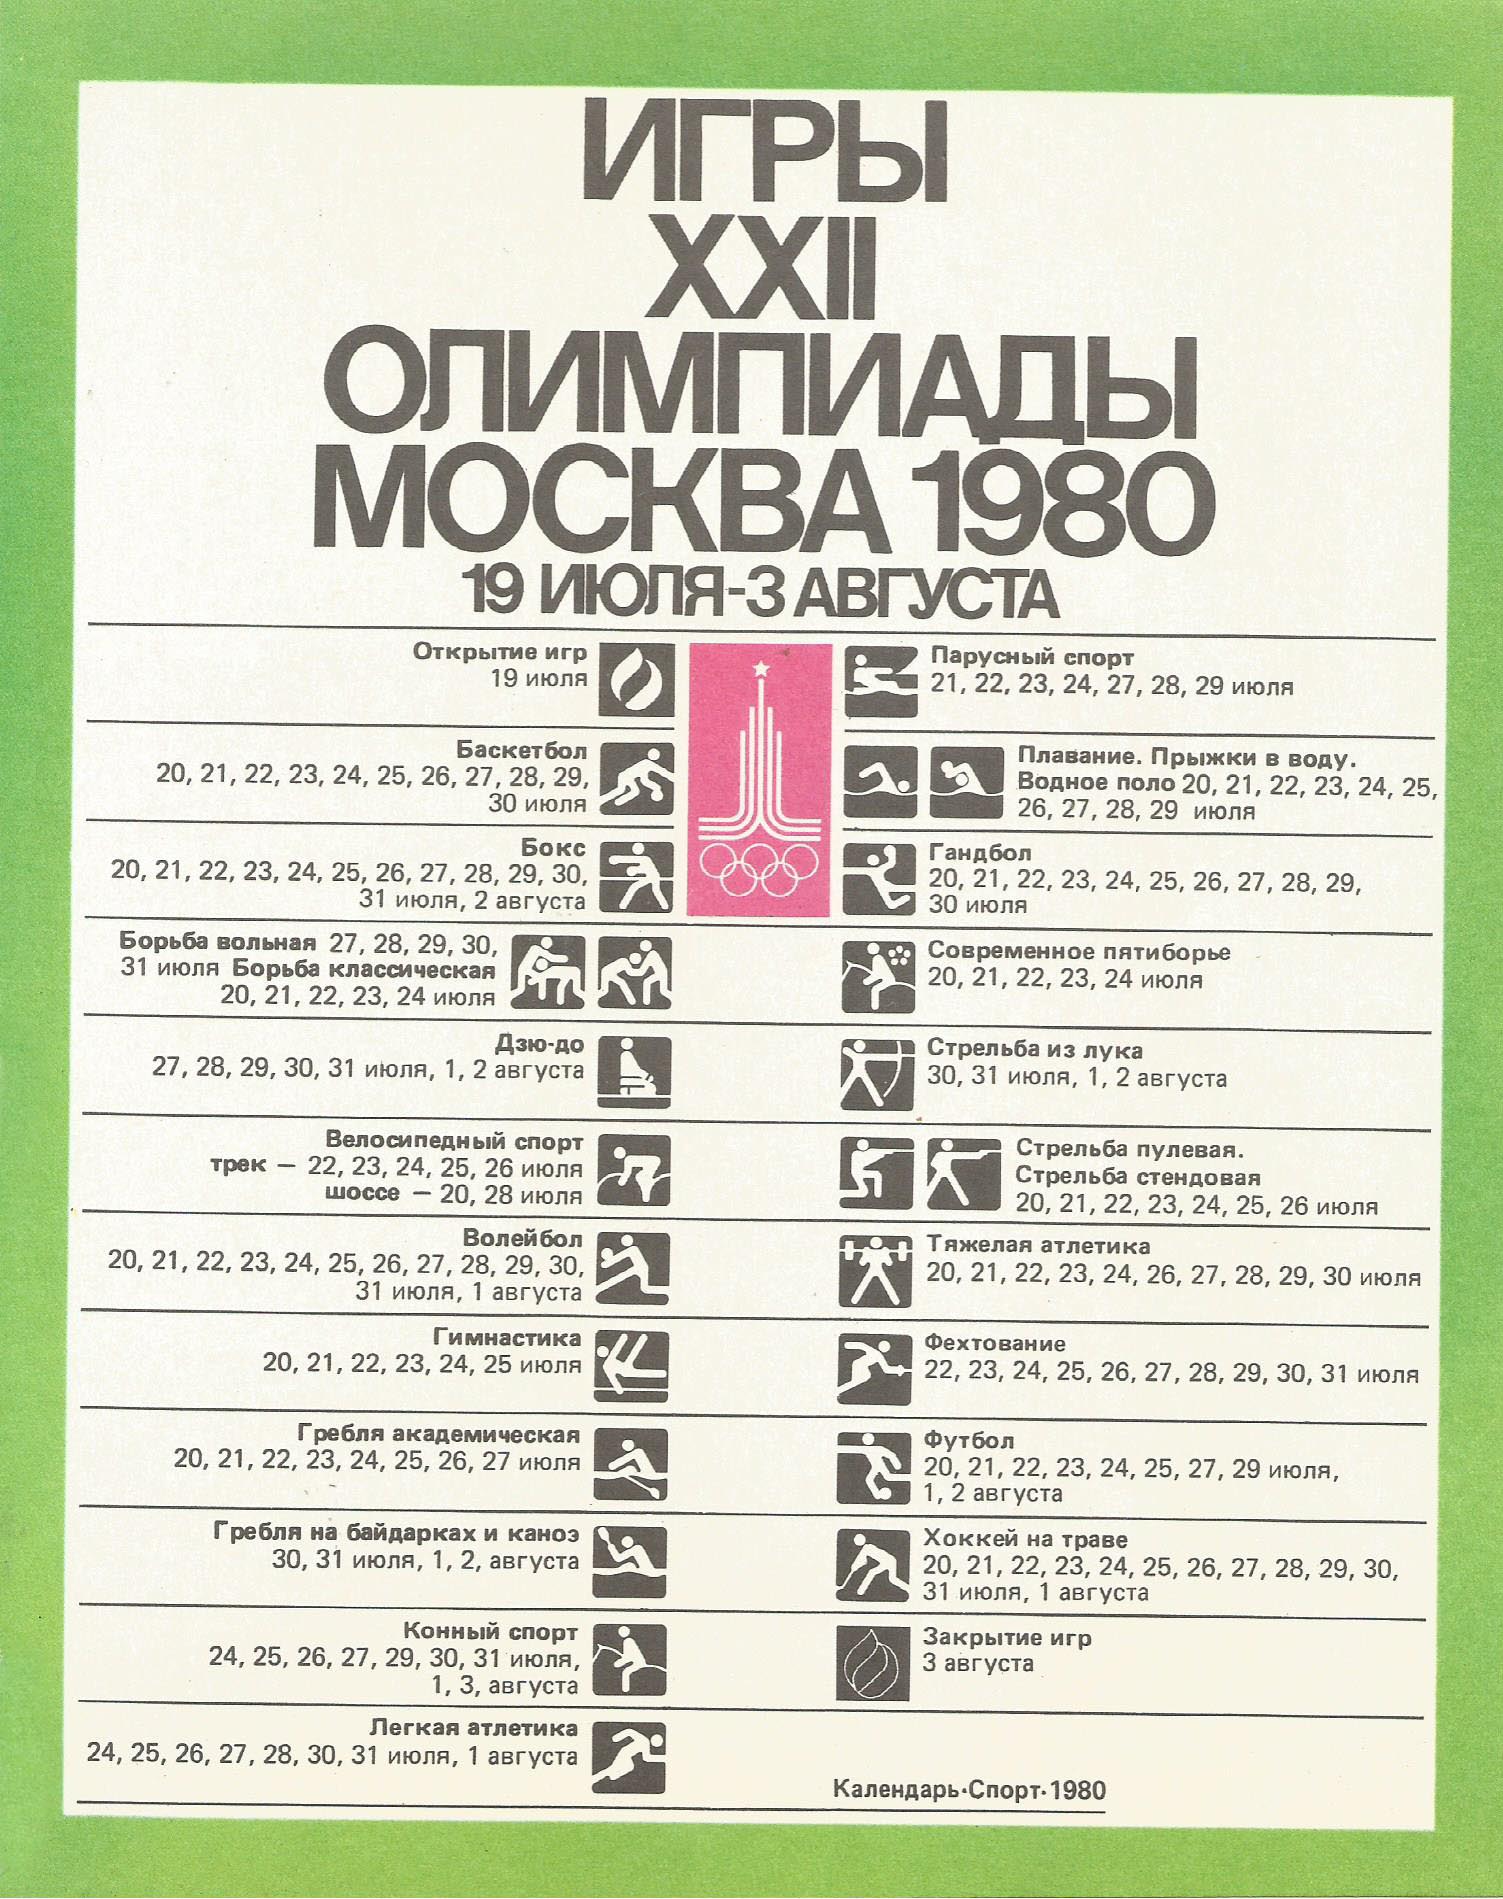 ИГРЫ
XXII
ОЛИМПИАДЫ
МОСКВА 1980
19 ИЮЛЯ-3 АВГУСТА
Открытие игр
19 июля
Баскетбол
20, 21, 22, 23, 24, 25, 26, 27, 28, 29,
30 июля
Бокс
20, 21, 22, 23, 24, 25, 26, 27, 28, 29, 30,
31 июля, 2 августа
Борьба вольная 27, 28, 29, 30,
31 июля Борьба классическая
20, 21, 22, 23, 24 июля
Дзю-до
27, 28, 29, 30, 31 июля, 1, 2 августа
Велосипедный спорт
трек — 22, 23, 24, 25, 26 июля
шоссе — 20, 28 июля
Волейбол
20, 21, 22, 23, 24, 25, 26, 27, 28, 29, 30,
31 июля, 1 августа
Гимнастика
20, 21, 22, 23, 24, 25 июля
Гребля академическая
20, 21, 22, 23, 24, 25, 26, 27 июля
Гребля на байдарках и каноэ
30, 31 июля, 1, 2, августа
Конный спорт
24, 25, 26, 27, 29, 30, 31 июля,
1, 3, августа
Легкая атлетика
24, 25, 26, 27, 28, 30, 31 июля, 1 августа
Парусный спорт
21, 22, 23, 24, 27, 28, 29 июля
Плавание. Прыжки в воду.
Водное поло 20, 21, 22, 23, 24, 25,
26, 27, 28, 29 июля
Гандбол
20, 21, 22, 23, 24, 25, 26, 27, 28, 29,
30 июля
Современное пятиборье
20, 21, 22, 23, 24 июля
Стрельба из лука
30, 31 июля, 1, 2 августа
Стрельба пулевая.
Стрельба стендовая
20, 21, 22, 23, 24, 25, 26 июля
Тяжелая атлетика
20, 21, 22, 23, 24, 26, 27, 28, 29, 30 июля
Фехтование
22, 23, 24, 25, 26, 27, 28, 29, 30, 31 июля
Футбол
20, 21, 22, 23, 24, 25, 27, 29 июля,
1, 2 августа
Хоккей на траве
20, 21, 22, 23, 24, 25, 26, 27, 28, 29, 30,
31 июля, 1 августа
Закрытие игр
3 августа
Календарь·Спорт·1980